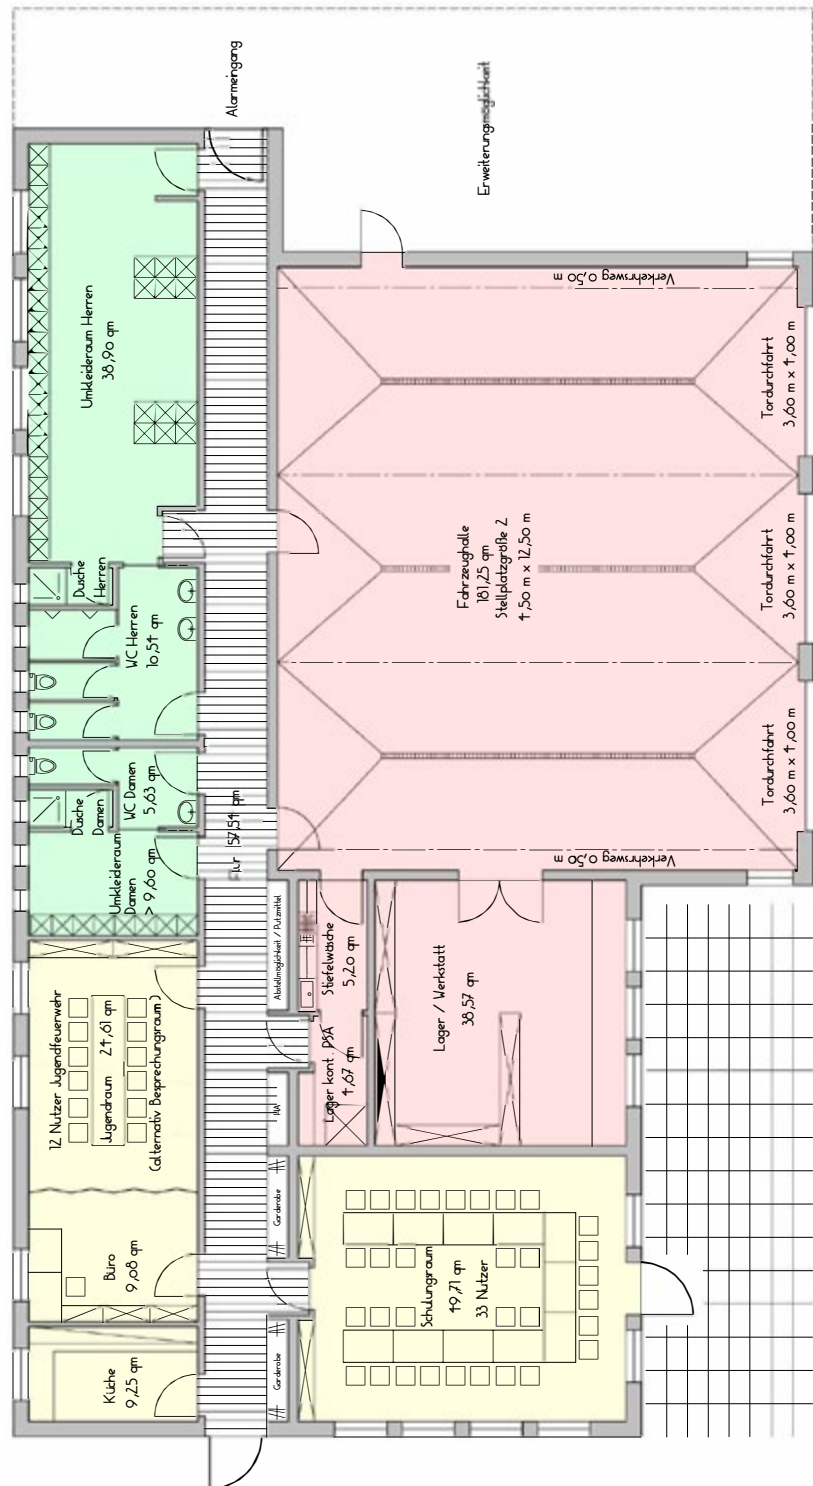 Alarmeingang
Erweiterungsmöglichkeit
Umkleideraum Herren
38,90 qm
Verkehrsweg 0,50 m
Tordurchfahrt
3,60 m x 4,00 m
Dusche
Herren
WC Herren
10,54 qm
Fahrzeughalle
181,25 qm
Stellplatzgröße 2
4,50 m x 12,50 m
Tordurchfahrt
3,60 m x 4,00 m
WC Damen
5,63 qm
Dusche
Damen
Umkleideraum
Damen
> 9,60 qm
Flur 57,54 qm
Tordurchfahrt
3,60 m x 4,00 m
Verkehrsweg 0,50 m
12 Nutzer Jugendfeuerwehr
Jugendraum 24,61 qm
(alternativ Besprechungsraum)
Abstellmöglichkeit / Putzmittel
Stiefelwäsche
5,20 qm
Lager kont. PSA
4,67 qm
Lager / Werkstatt
38,57 qm
Büro
9,08 qm
Garderobe
Schulungsraum
49,71 qm
33 Nutzer
Küche
9,25 qm
Garderobe